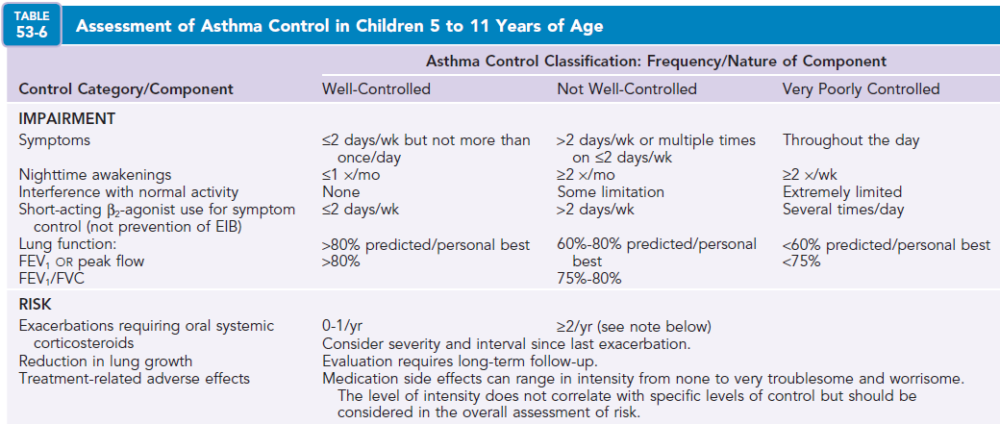 TABLE
53-6
Assessment of Asthma Control in Children 5 to 11 Years of Age
Asthma Control Classification: Frequency/Nature of Component
Control Category/Component Well-Controlled Not Well-Controlled Very Poorly Controlled
IMPAIRMENT
Symptoms ≤2 days/wk but not more than >2 days/wk or multiple times Throughout the day
once/day on ≤2 days/wk
Nighttime awakenings ≤1 ×/mo ≥2 ×/mo ≥2 ×/wk
Interference with normal activity None Some limitation Extremely limited
Short-acting β₂-agonist use for symptom ≤2 days/wk >2 days/wk Several times/day
control (not prevention of EIB)
Lung function: >80% predicted/personal best 60%-80% predicted/personal <60% predicted/personal best
FEV₁ OR peak flow >80% best <75%
FEV₁/FVC 75%-80%
RISK
Exacerbations requiring oral systemic 0-1/yr ≥2/yr (see note below)
corticosteroids Consider severity and interval since last exacerbation.
Reduction in lung growth Evaluation requires long-term follow-up.
Treatment-related adverse effects Medication side effects can range in intensity from none to very troublesome and worrisome.
The level of intensity does not correlate with specific levels of control but should be
considered in the overall assessment of risk.